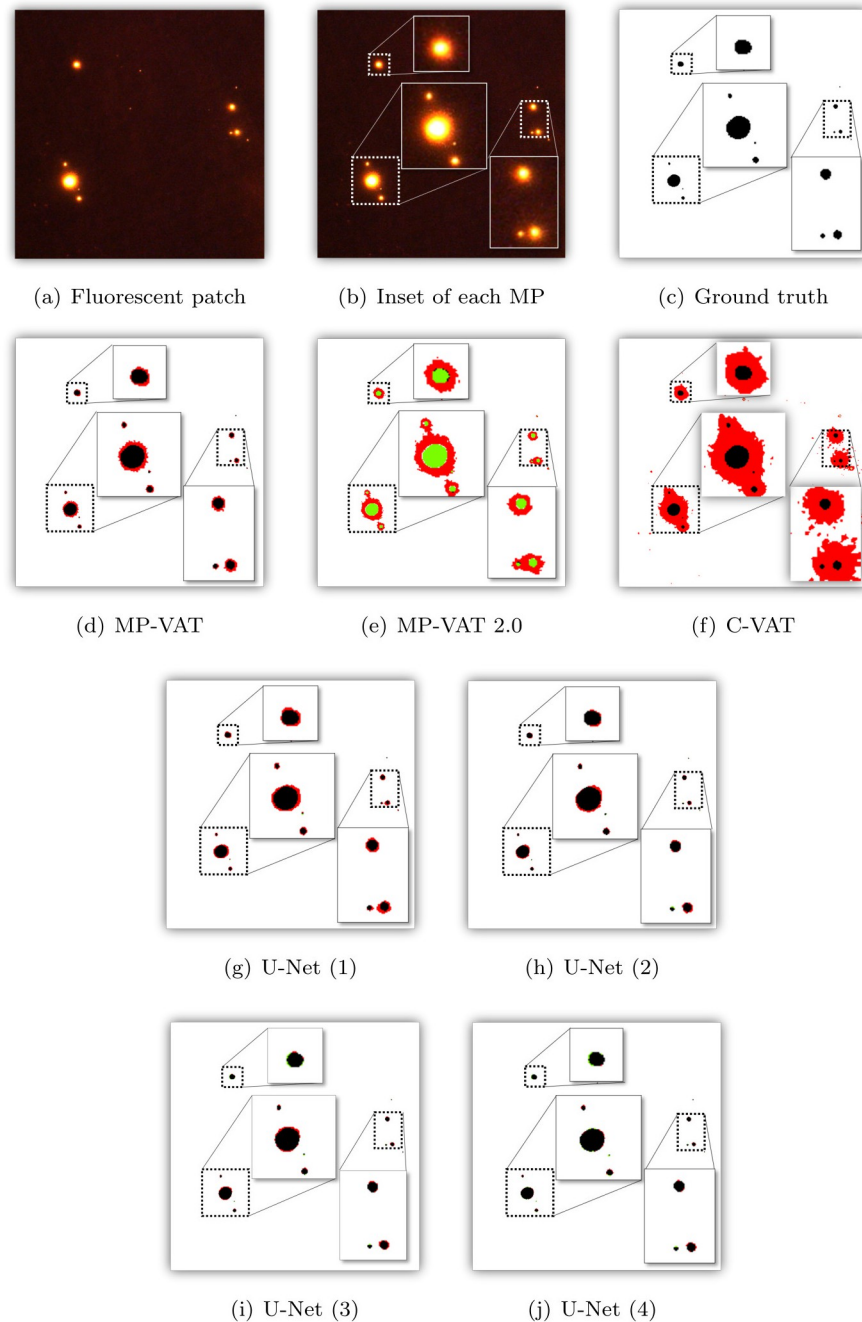 (a) Fluorescent patch
(b) Inset of each MP
(c) Ground truth
(d) MP-VAT
(e) MP-VAT 2.0
(f) C-VAT
(g) U-Net (1)
(h) U-Net (2)
(i) U-Net (3)
(j) U-Net (4)